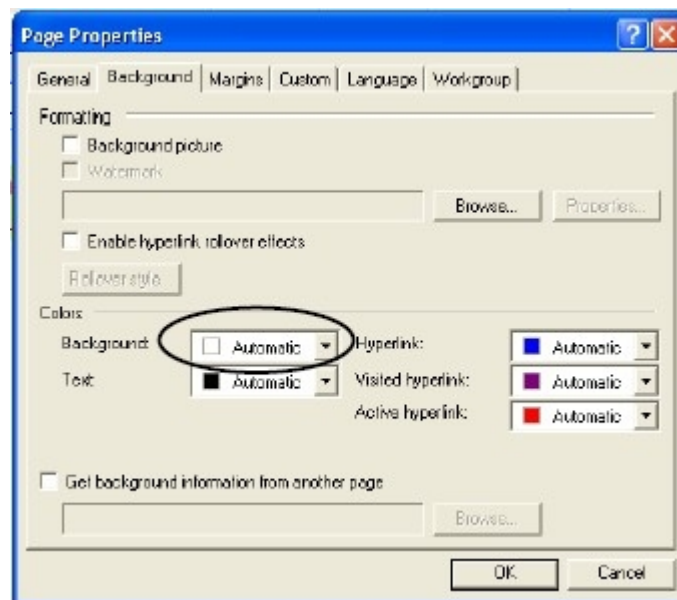 Page Properties
General Background Margins Custom Language Workgroup
Formatting
Background picture
Watermark
Browse... Properties...
Enable hyperlink rollover effects
Rollover style...
Colors
Background: Automatic Hyperlink: Automatic
Text: Automatic Visited hyperlink: Automatic
Active hyperlink: Automatic
Get background information from another page
Browse...
OK Cancel